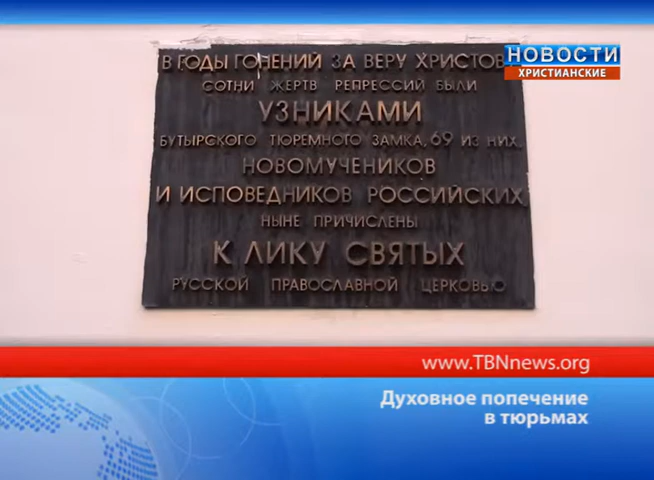 В ГОДЫ ГОНЕНИЙ ЗА ВЕРУ ХРИСТОВУ
СОТНИ ЖЕРТВ РЕПРЕССИЙ БЫЛИ
УЗНИКАМИ
БУТЫРСКОГО ТЮРЕМНОГО ЗАМКА, 69 ИЗ НИХ,
НОВОМУЧЕНИКОВ
И ИСПОВЕДНИКОВ РОССИЙСКИХ,
НЫНЕ ПРИЧИСЛЕНЫ
К ЛИКУ СВЯТЫХ
РУССКОЙ ПРАВОСЛАВНОЙ ЦЕРКОВЬЮ
НОВОСТИ
ХРИСТИАНСКИЕ
www.TBNnews.org
Духовное попечение
в тюрьмах